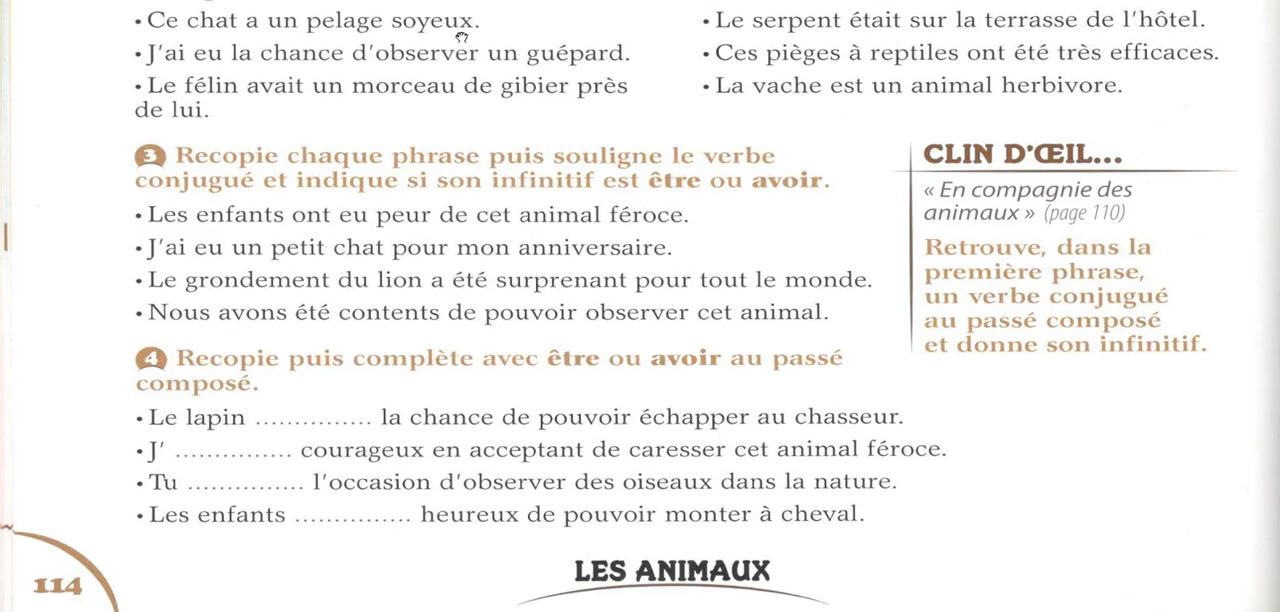 • Ce chat a un pelage soyeux.
• J'ai eu la chance d'observer un guépard.
• Le félin avait un morceau de gibier près
de lui.
• Le serpent était sur la terrasse de l'hôtel.
• Ces pièges à reptiles ont été très efficaces.
• La vache est un animal herbivore.
3 Recopie chaque phrase puis souligne le verbe
conjugué et indique si son infinitif est être ou avoir.
• Les enfants ont eu peur de cet animal féroce.
• J'ai eu un petit chat pour mon anniversaire.
• Le grondement du lion a été surprenant pour tout le monde.
• Nous avons été contents de pouvoir observer cet animal.
CLIN D'ŒIL...
« En compagnie des
animaux » (page 110)
Retrouve, dans la
première phrase,
un verbe conjugué
au passé composé
et donne son infinitif.
4 Recopie puis complète avec être ou avoir au passé
composé.
• Le lapin ............... la chance de pouvoir échapper au chasseur.
• J' ............... courageux en acceptant de caresser cet animal féroce.
• Tu ............... l'occasion d'observer des oiseaux dans la nature.
• Les enfants ............... heureux de pouvoir monter à cheval.
114
LES ANIMAUX